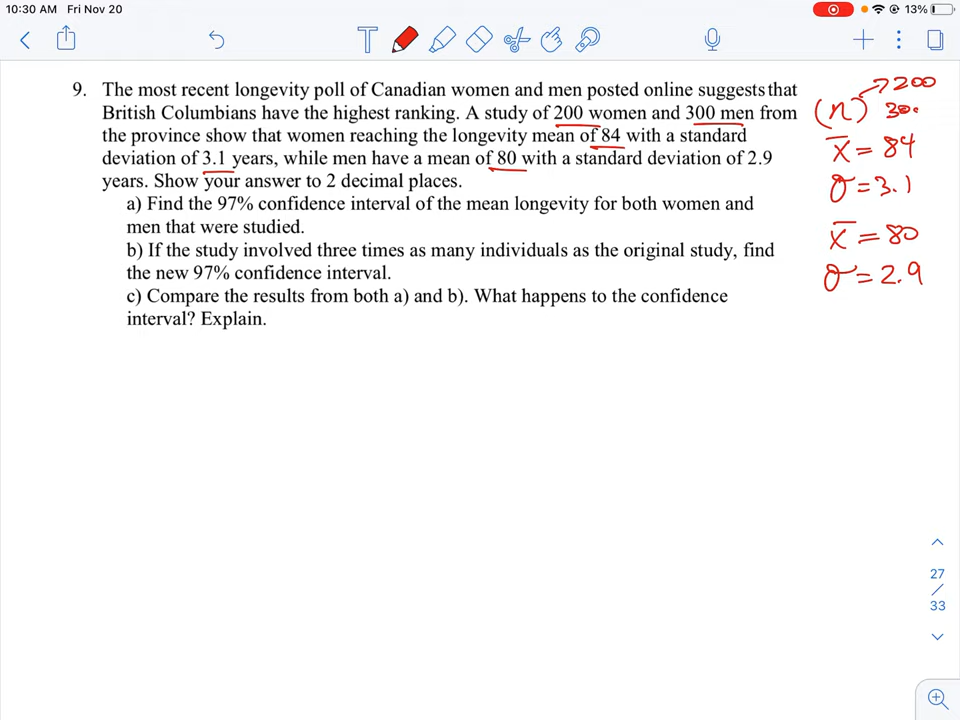 10:30 AM Fri Nov 20 13%
T
9. The most recent longevity poll of Canadian women and men posted online suggests that
British Columbians have the highest ranking. A study of 200 women and 300 men from
the province show that women reaching the longevity mean of 84 with a standard
deviation of 3.1 years, while men have a mean of 80 with a standard deviation of 2.9
years. Show your answer to 2 decimal places.
a) Find the 97% confidence interval of the mean longevity for both women and
men that were studied.
b) If the study involved three times as many individuals as the original study, find
the new 97% confidence interval.
c) Compare the results from both a) and b). What happens to the confidence
interval? Explain.
→ 200
(n) 300
x̅ = 84
σ = 3.1
x̅ = 80
σ = 2.9
27
/
33